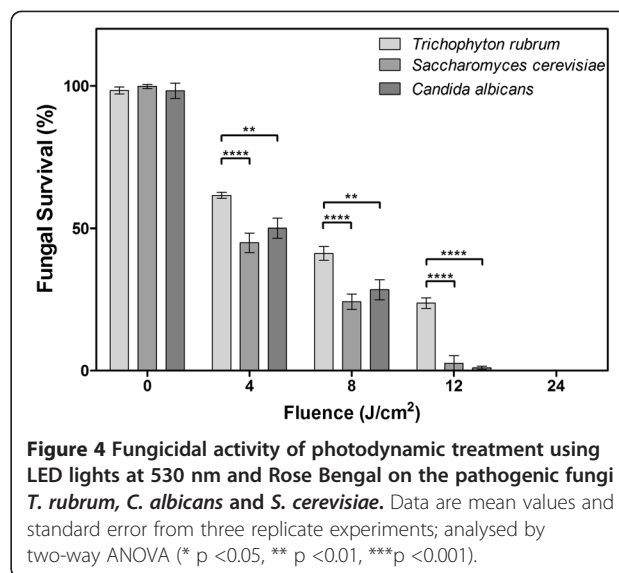 Trichophyton rubrum
Saccharomyces cerevisiae
Candida albicans
Fungal Survival (%)
100
50
0
**
****
**
****
****
****
0 4 8 12 24
Fluence (J/cm²)
Figure 4 Fungicidal activity of photodynamic treatment using
LED lights at 530 nm and Rose Bengal on the pathogenic fungi
T. rubrum, C. albicans and S. cerevisiae. Data are mean values and
standard error from three replicate experiments; analysed by
two-way ANOVA (* p <0.05, ** p <0.01, ***p <0.001).